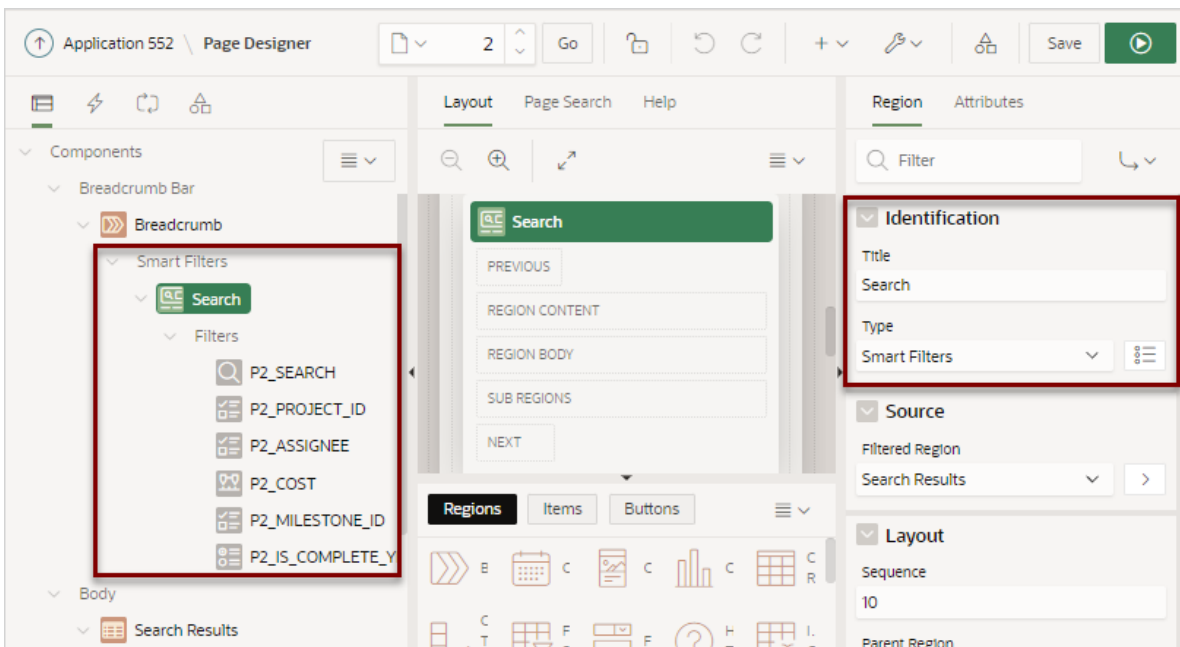 Application 552 \ Page Designer
2
Go
Save
Components
Breadcrumb Bar
Breadcrumb
Smart Filters
Search
Filters
P2_SEARCH
P2_PROJECT_ID
P2_ASSIGNEE
P2_COST
P2_MILESTONE_ID
P2_IS_COMPLETE_Y
Body
Search Results
Layout Page Search Help
Search
PREVIOUS
REGION CONTENT
REGION BODY
SUB REGIONS
NEXT
Regions Items Buttons
B C C C C
R
C
T F F H I.
Region Attributes
Filter
Identification
Title
Search
Type
Smart Filters
Source
Filtered Region
Search Results
Layout
Sequence
10
Parent Region